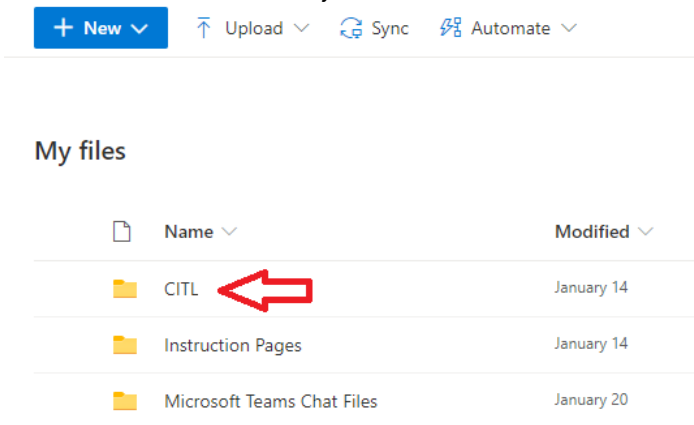 + New Upload Sync Automate
My files
Name Modified
CITL January 14
Instruction Pages January 14
Microsoft Teams Chat Files January 20